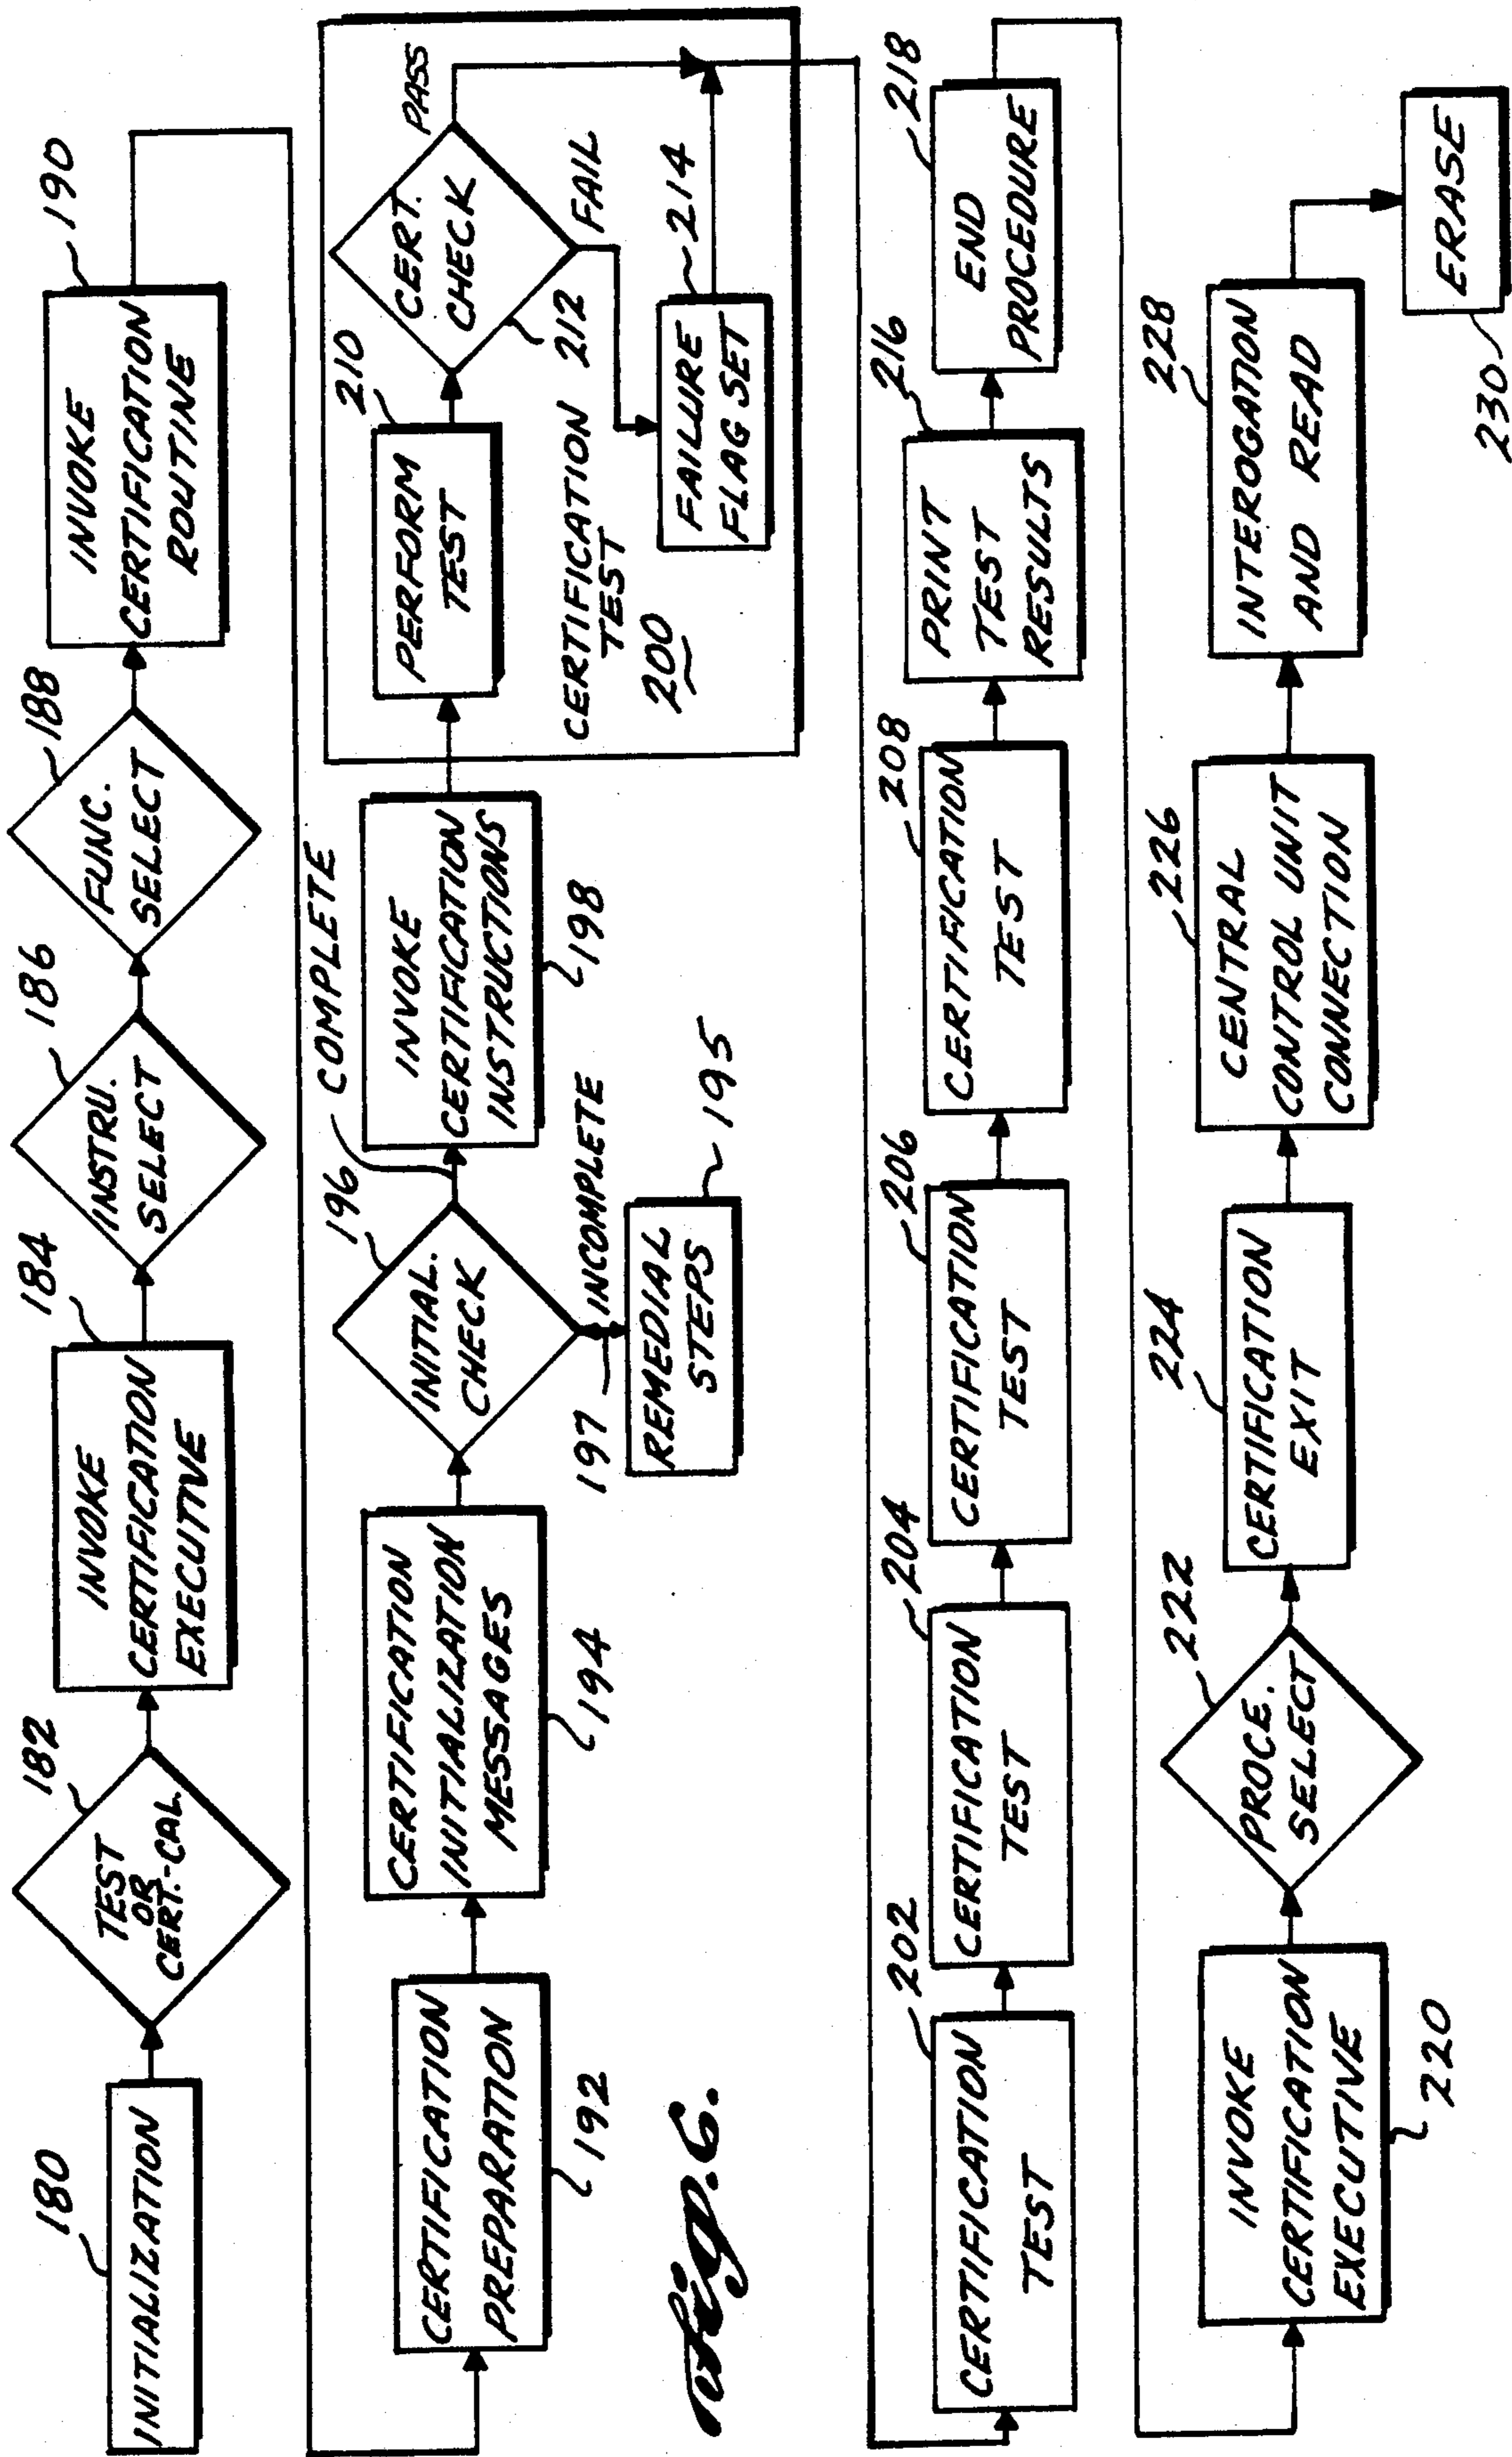 180
INITIALIZATION
182
TEST
OR
CERT.-CAL.
184
INVOKE
CERTIFICATION
EXECUTIVE
186
INSTRU.
SELECT
188
FUNC.
SELECT
190
INVOKE
CERTIFICATION
ROUTINE
CERTIFICATION
PREPARATION
192
CERTIFICATION
INITIALIZATION
MESSAGES
194
196
INITIAL.
CHECK
COMPLETE
197
INCOMPLETE
REMEDIAL
STEPS
195
INVOKE
CERTIFICATION
INSTRUCTIONS
198
210
PERFORM
TEST
CERT.
CHECK
PASS
FAIL
212
CERTIFICATION
TEST
200
FAILURE
FLAG SET
214
Fig. 6.
202
CERTIFICATION
TEST
204
CERTIFICATION
TEST
206
CERTIFICATION
TEST
208
CERTIFICATION
TEST
216
PRINT
TEST
RESULTS
218
END
PROCEDURE
INVOKE
CERTIFICATION
EXECUTIVE
220
222
PROCE.
SELECT
224
CERTIFICATION
EXIT
226
CENTRAL
CONTROL UNIT
CONNECTION
228
INTEROGATION
AND READ
ERASE
230